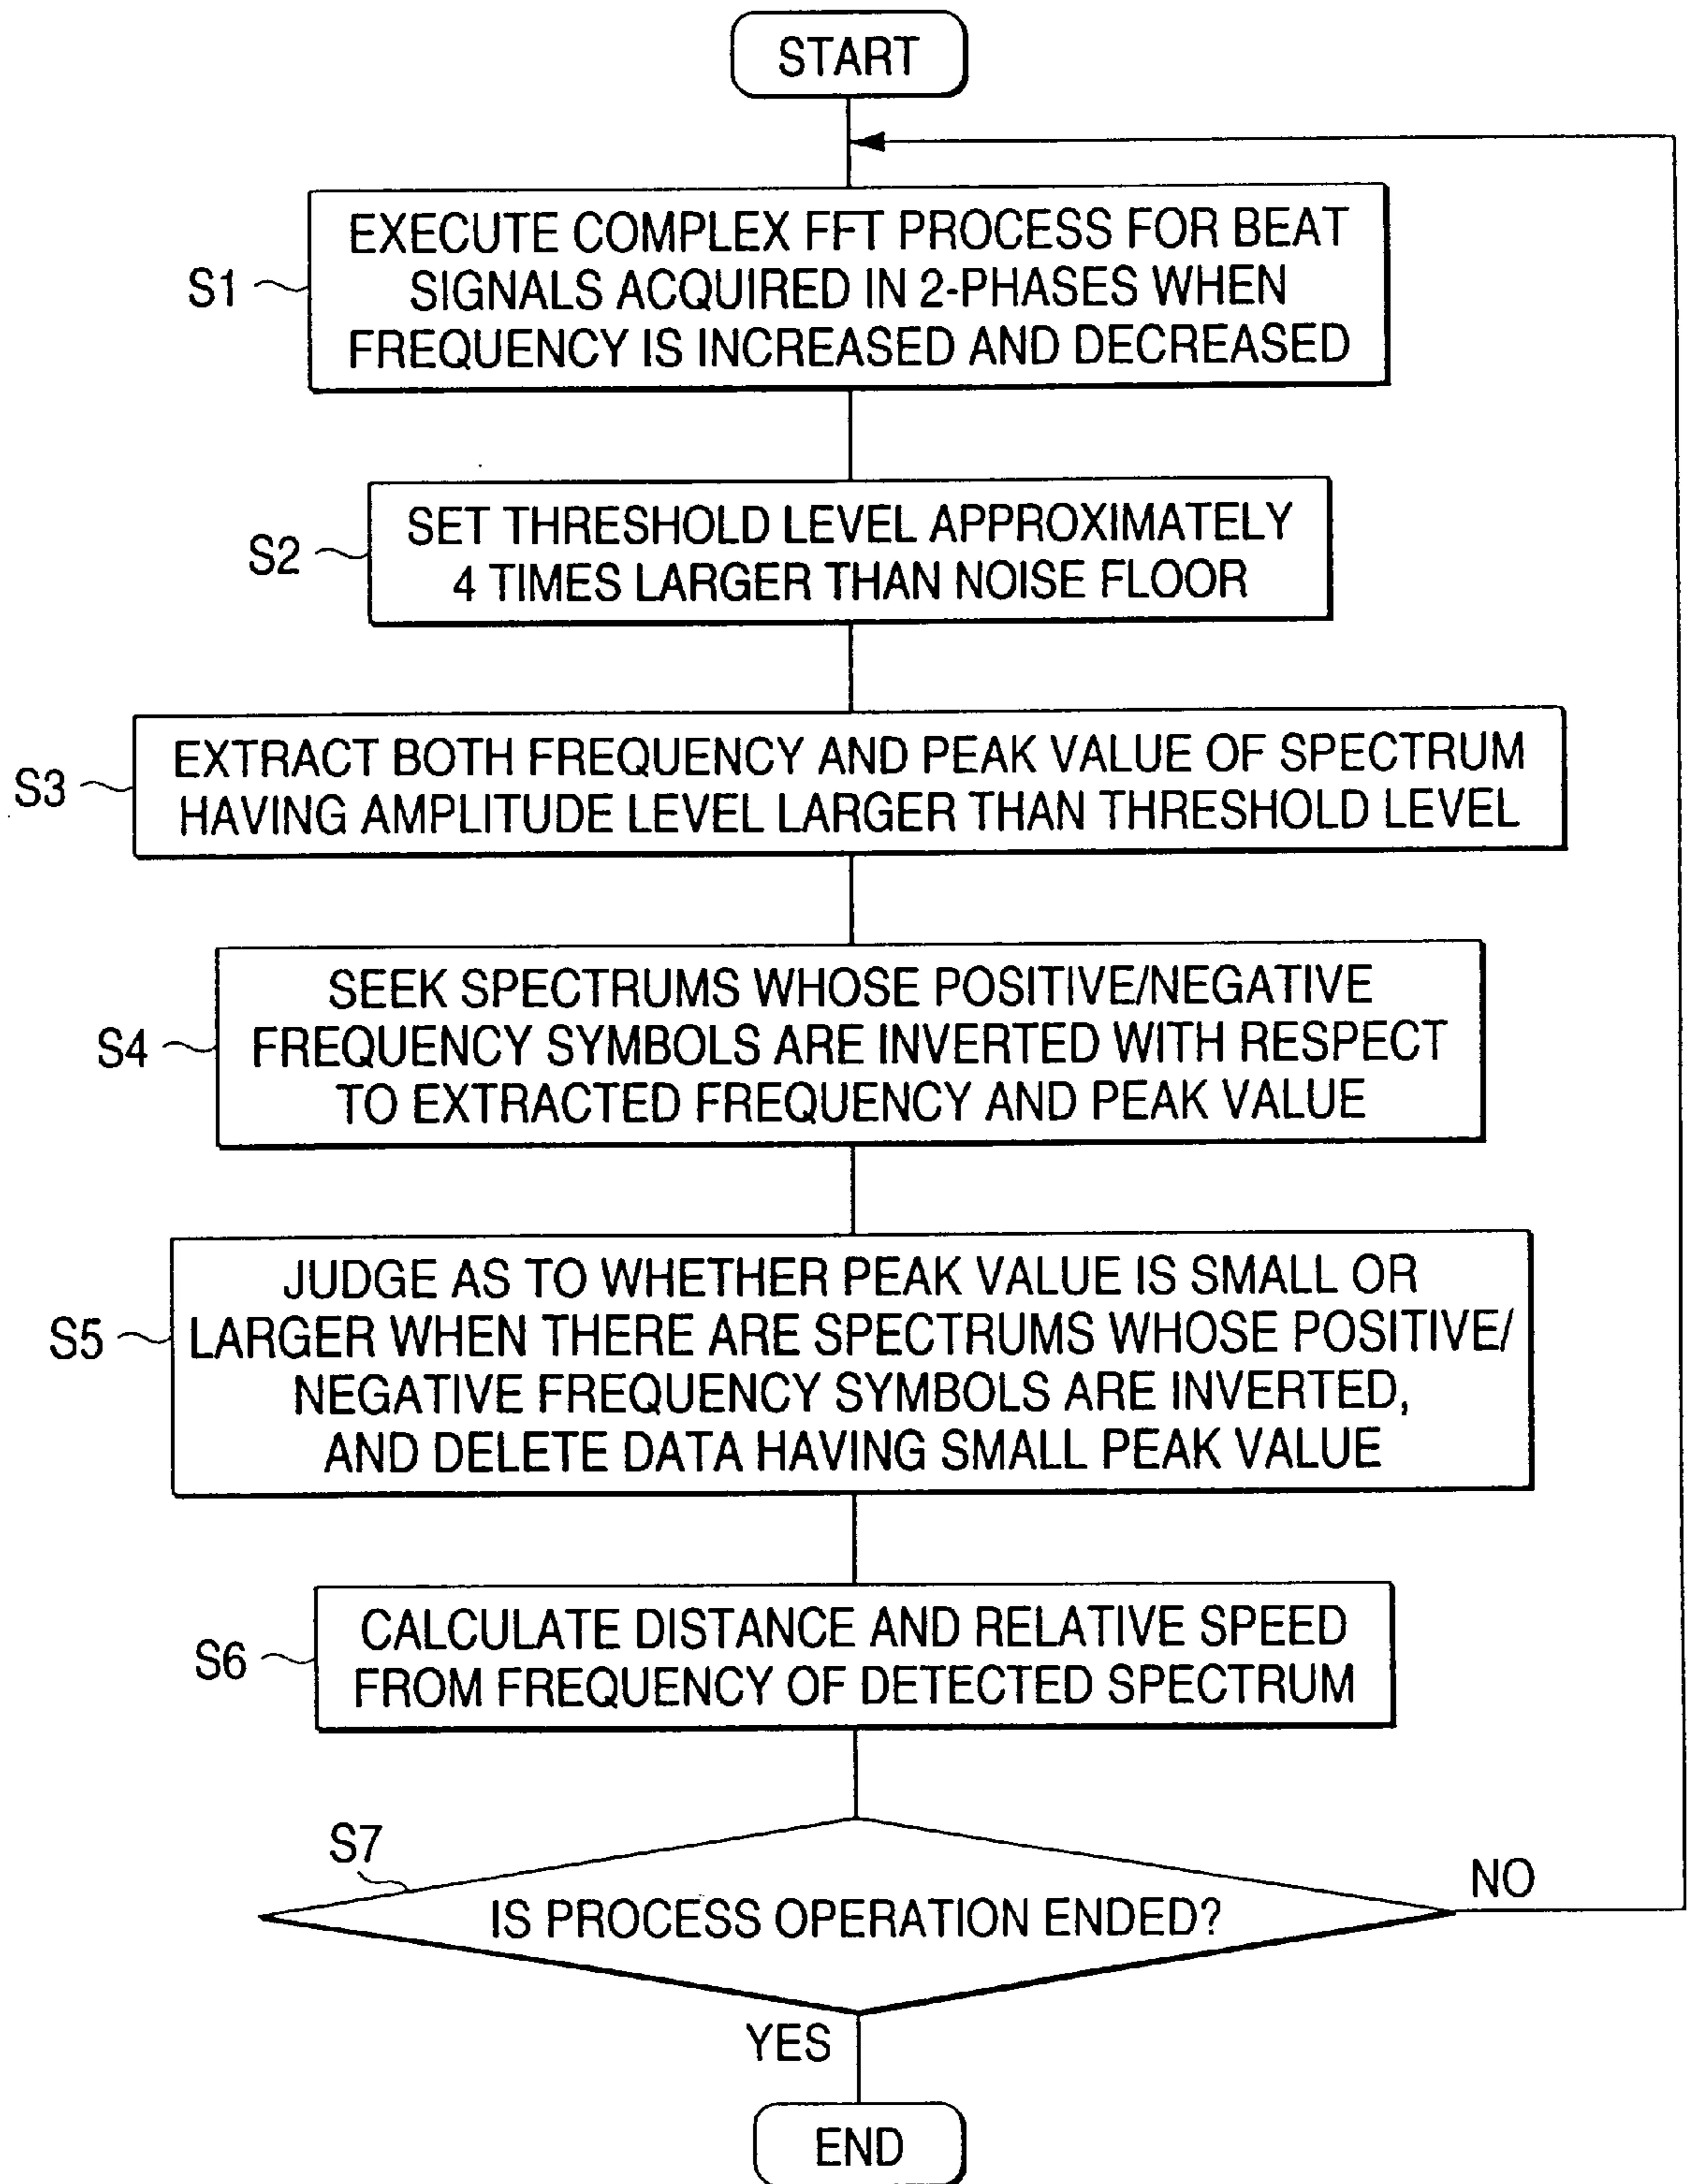 START
S1
EXECUTE COMPLEX FFT PROCESS FOR BEAT
SIGNALS ACQUIRED IN 2-PHASES WHEN
FREQUENCY IS INCREASED AND DECREASED
S2
SET THRESHOLD LEVEL APPROXIMATELY
4 TIMES LARGER THAN NOISE FLOOR
S3
EXTRACT BOTH FREQUENCY AND PEAK VALUE OF SPECTRUM
HAVING AMPLITUDE LEVEL LARGER THAN THRESHOLD LEVEL
S4
SEEK SPECTRUMS WHOSE POSITIVE/NEGATIVE
FREQUENCY SYMBOLS ARE INVERTED WITH RESPECT
TO EXTRACTED FREQUENCY AND PEAK VALUE
S5
JUDGE AS TO WHETHER PEAK VALUE IS SMALL OR
LARGER WHEN THERE ARE SPECTRUMS WHOSE POSITIVE/
NEGATIVE FREQUENCY SYMBOLS ARE INVERTED,
AND DELETE DATA HAVING SMALL PEAK VALUE
S6
CALCULATE DISTANCE AND RELATIVE SPEED
FROM FREQUENCY OF DETECTED SPECTRUM
S7
IS PROCESS OPERATION ENDED?
NO
YES
END